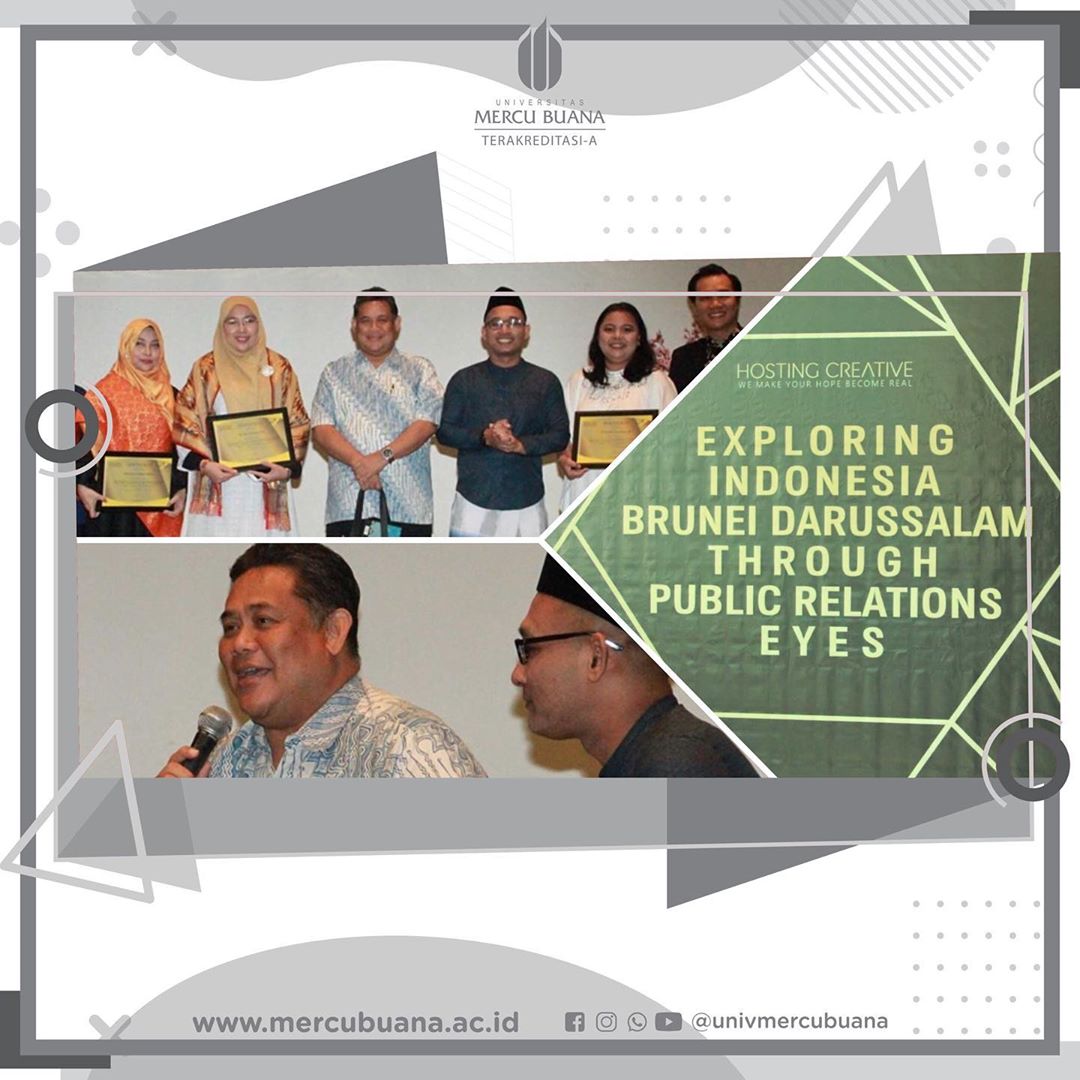 UNIVERSITAS
MERCU BUANA
TERAKREDITASI-A
HOSTING CREATIVE
WE MAKE YOUR HOPE BECOME REAL
EXPLORING
INDONESIA
BRUNEI DARUSSALAM
THROUGH
PUBLIC RELATIONS
EYES
www.mercubuana.ac.id
@univmercubuana